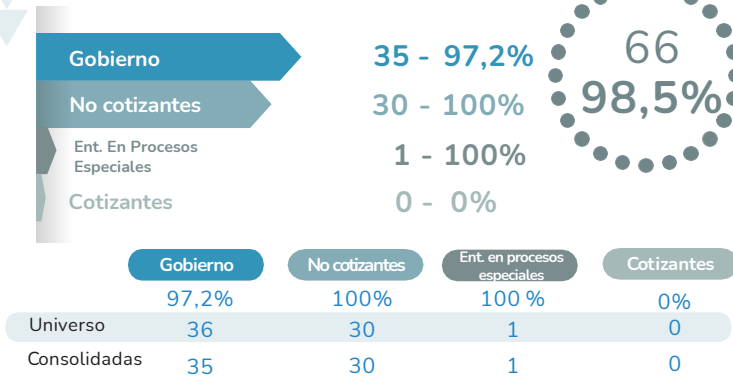 Gobierno 35 - 97,2%
No cotizantes 30 - 100%
Ent. En Procesos
Especiales 1 - 100%
Cotizantes 0 - 0%
66
98,5%
Gobierno No cotizantes Ent. en procesos especiales Cotizantes
97,2% 100% 100 % 0%
Universo 36 30 1 0
Consolidadas 35 30 1 0